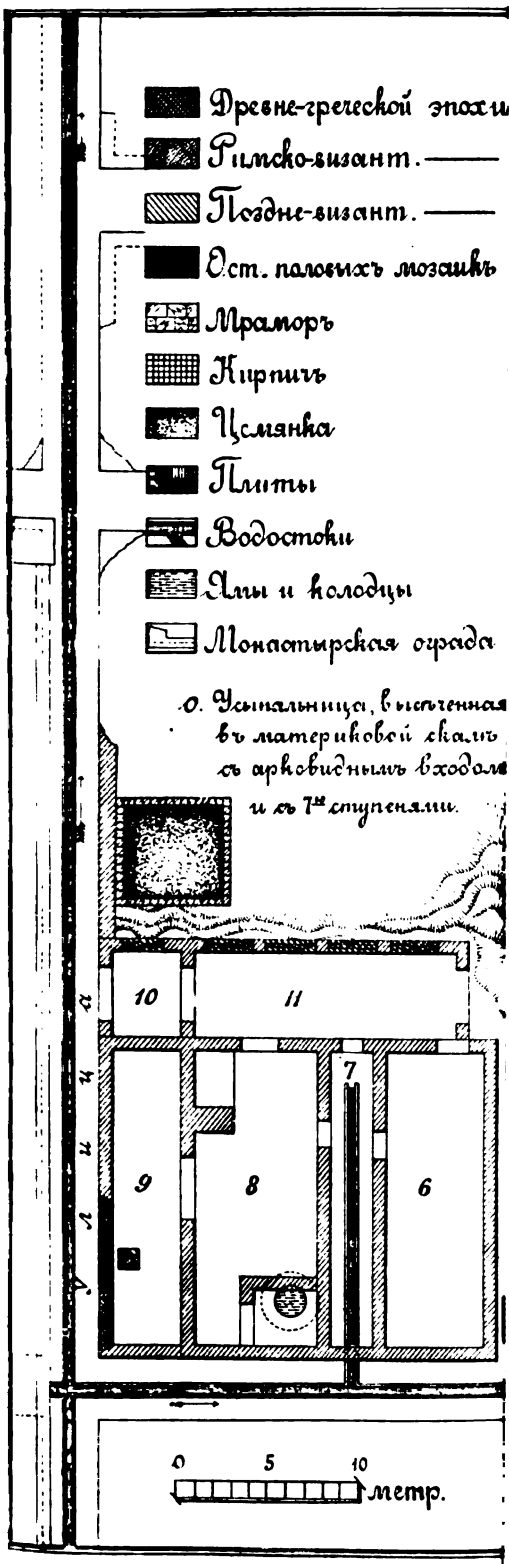 Древне-греческой эпохи
Римско-визант. ——
Поздне-визант. ——
Ост. половыхъ мозаикъ
Мраморъ
Кирпичъ
Цемянка
Плиты
Водостоки
Ямы и колодцы
Монастырская ограда
О. Усыпальница, высѣченная
въ материковой скалѣ
съ арковиднымъ входомъ
и съ 7ю ступенями.
10 11
7
9 8 6
Улица
0 5 10
метр.